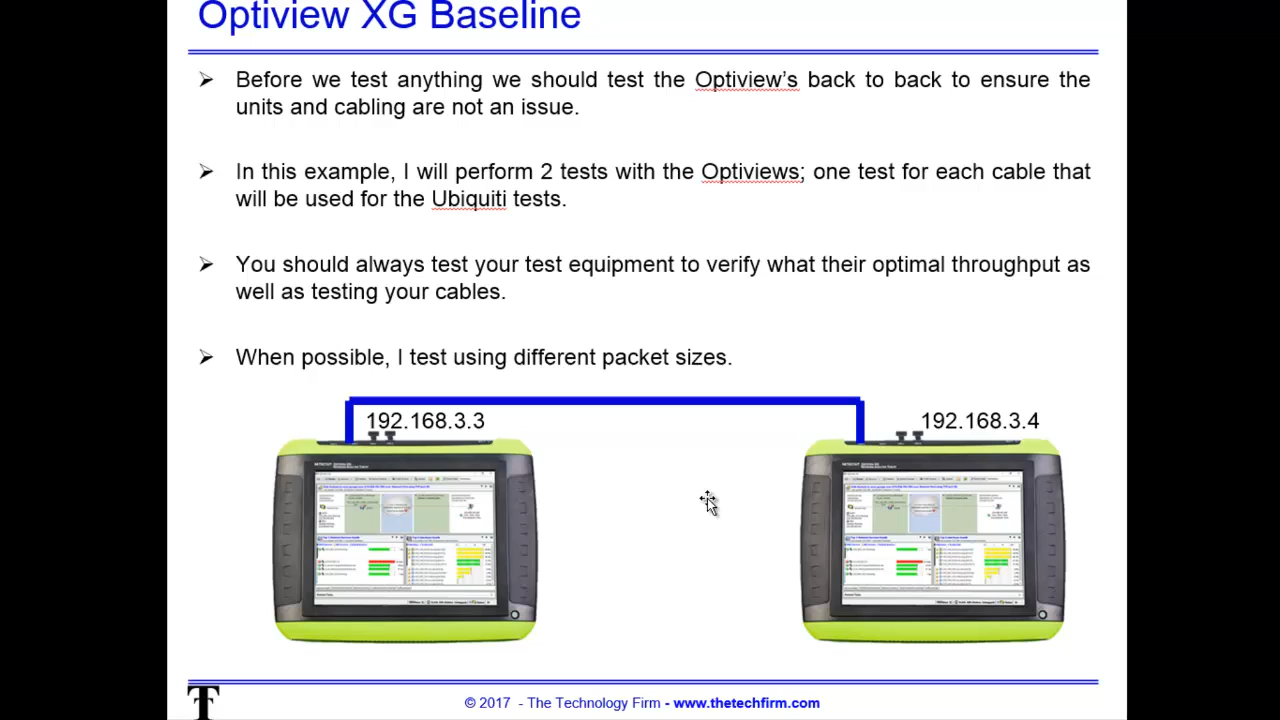 Optiview XG Baseline
Before we test anything we should test the Optiview's back to back to ensure the
units and cabling are not an issue.
In this example, I will perform 2 tests with the Optiviews; one test for each cable that
will be used for the Ubiquiti tests.
You should always test your test equipment to verify what their optimal throughput as
well as testing your cables.
When possible, I test using different packet sizes.
192.168.3.3
192.168.3.4
© 2017 - The Technology Firm - www.thetechfirm.com